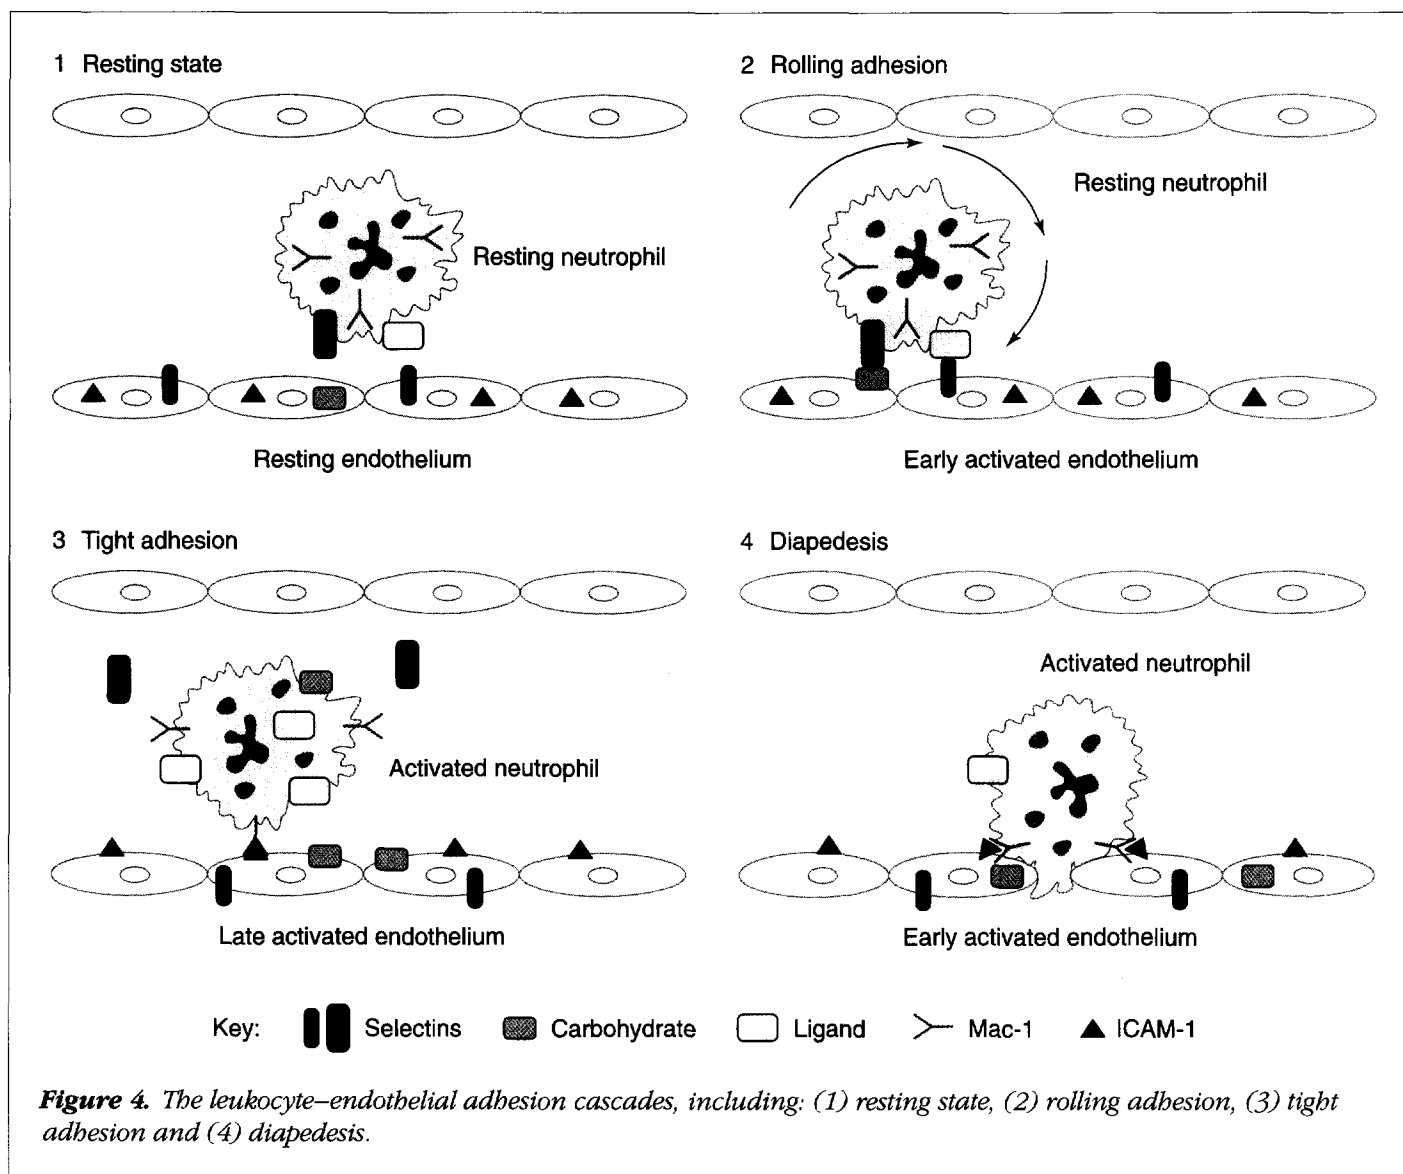 1 Resting state
2 Rolling adhesion
Resting neutrophil
Resting neutrophil
Resting endothelium
Early activated endothelium
3 Tight adhesion
4 Diapedesis
Activated neutrophil
Activated neutrophil
Late activated endothelium
Early activated endothelium
Key: Selectins Carbohydrate Ligand Mac-1 ICAM-1
Figure 4. The leukocyte–endothelial adhesion cascades, including: (1) resting state, (2) rolling adhesion, (3) tight
adhesion and (4) diapedesis.